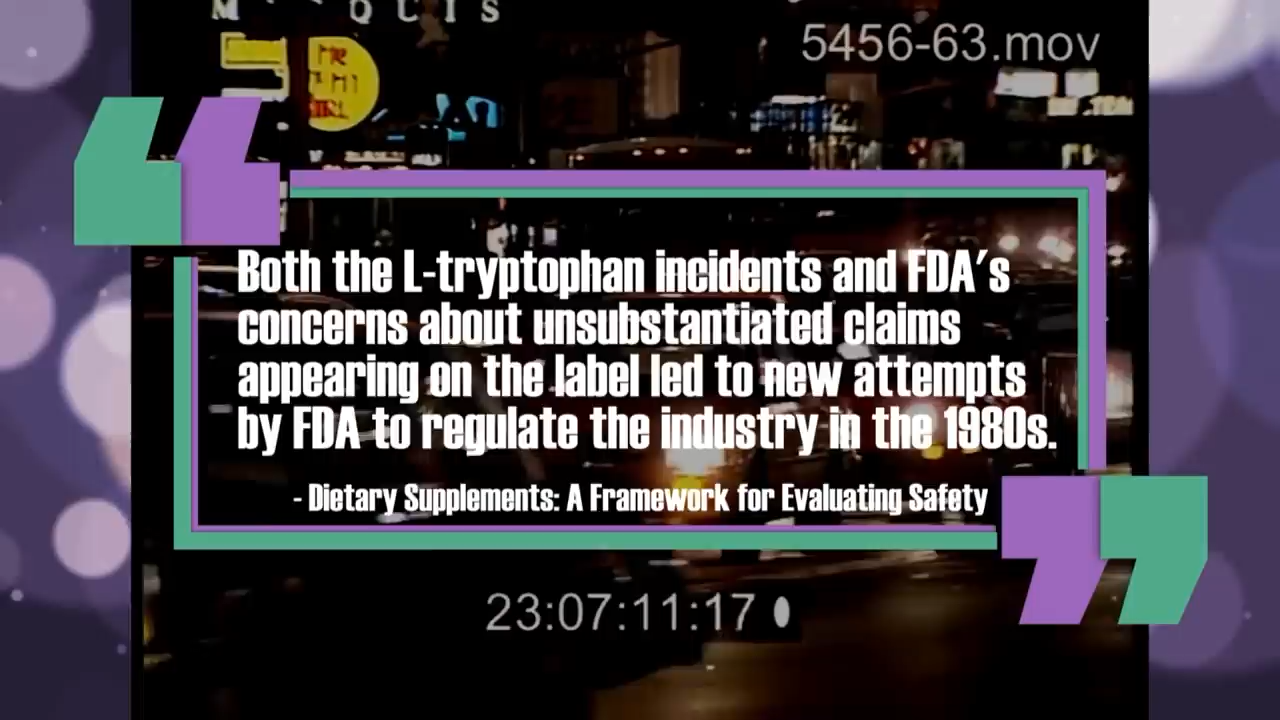 M QUIS
5456-63.mov
Both the L-tryptophan incidents and FDA's
concerns about unsubstantiated claims
appearing on the label led to new attempts
by FDA to regulate the industry in the 1980s.
- Dietary Supplements: A Framework for Evaluating Safety
23:07:11:17